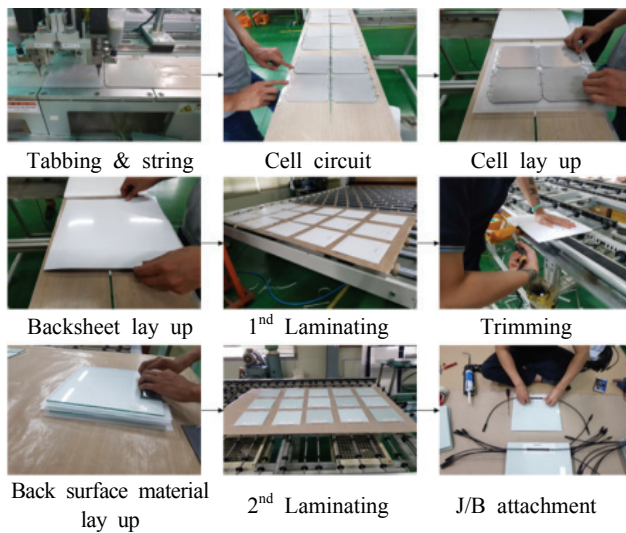 Tabbing & string
Cell circuit
Cell lay up
Backsheet lay up
1nd Laminating
Trimming
Back surface material
lay up
2nd Laminating
J/B attachment